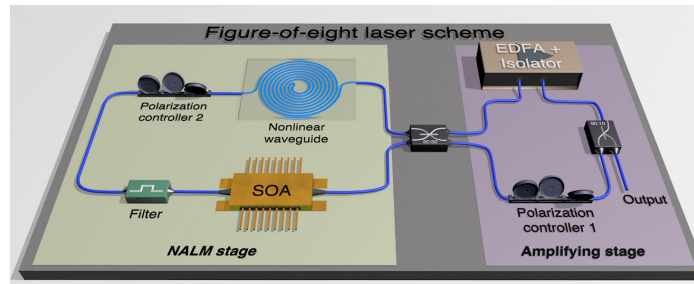 Figure-of-eight laser scheme
EDFA +
Isolator
Polarization
controller 2
Nonlinear
waveguide
50:50
90:10
Filter
SOA
Output
Polarization
controller 1
NALM stage
Amplifying stage